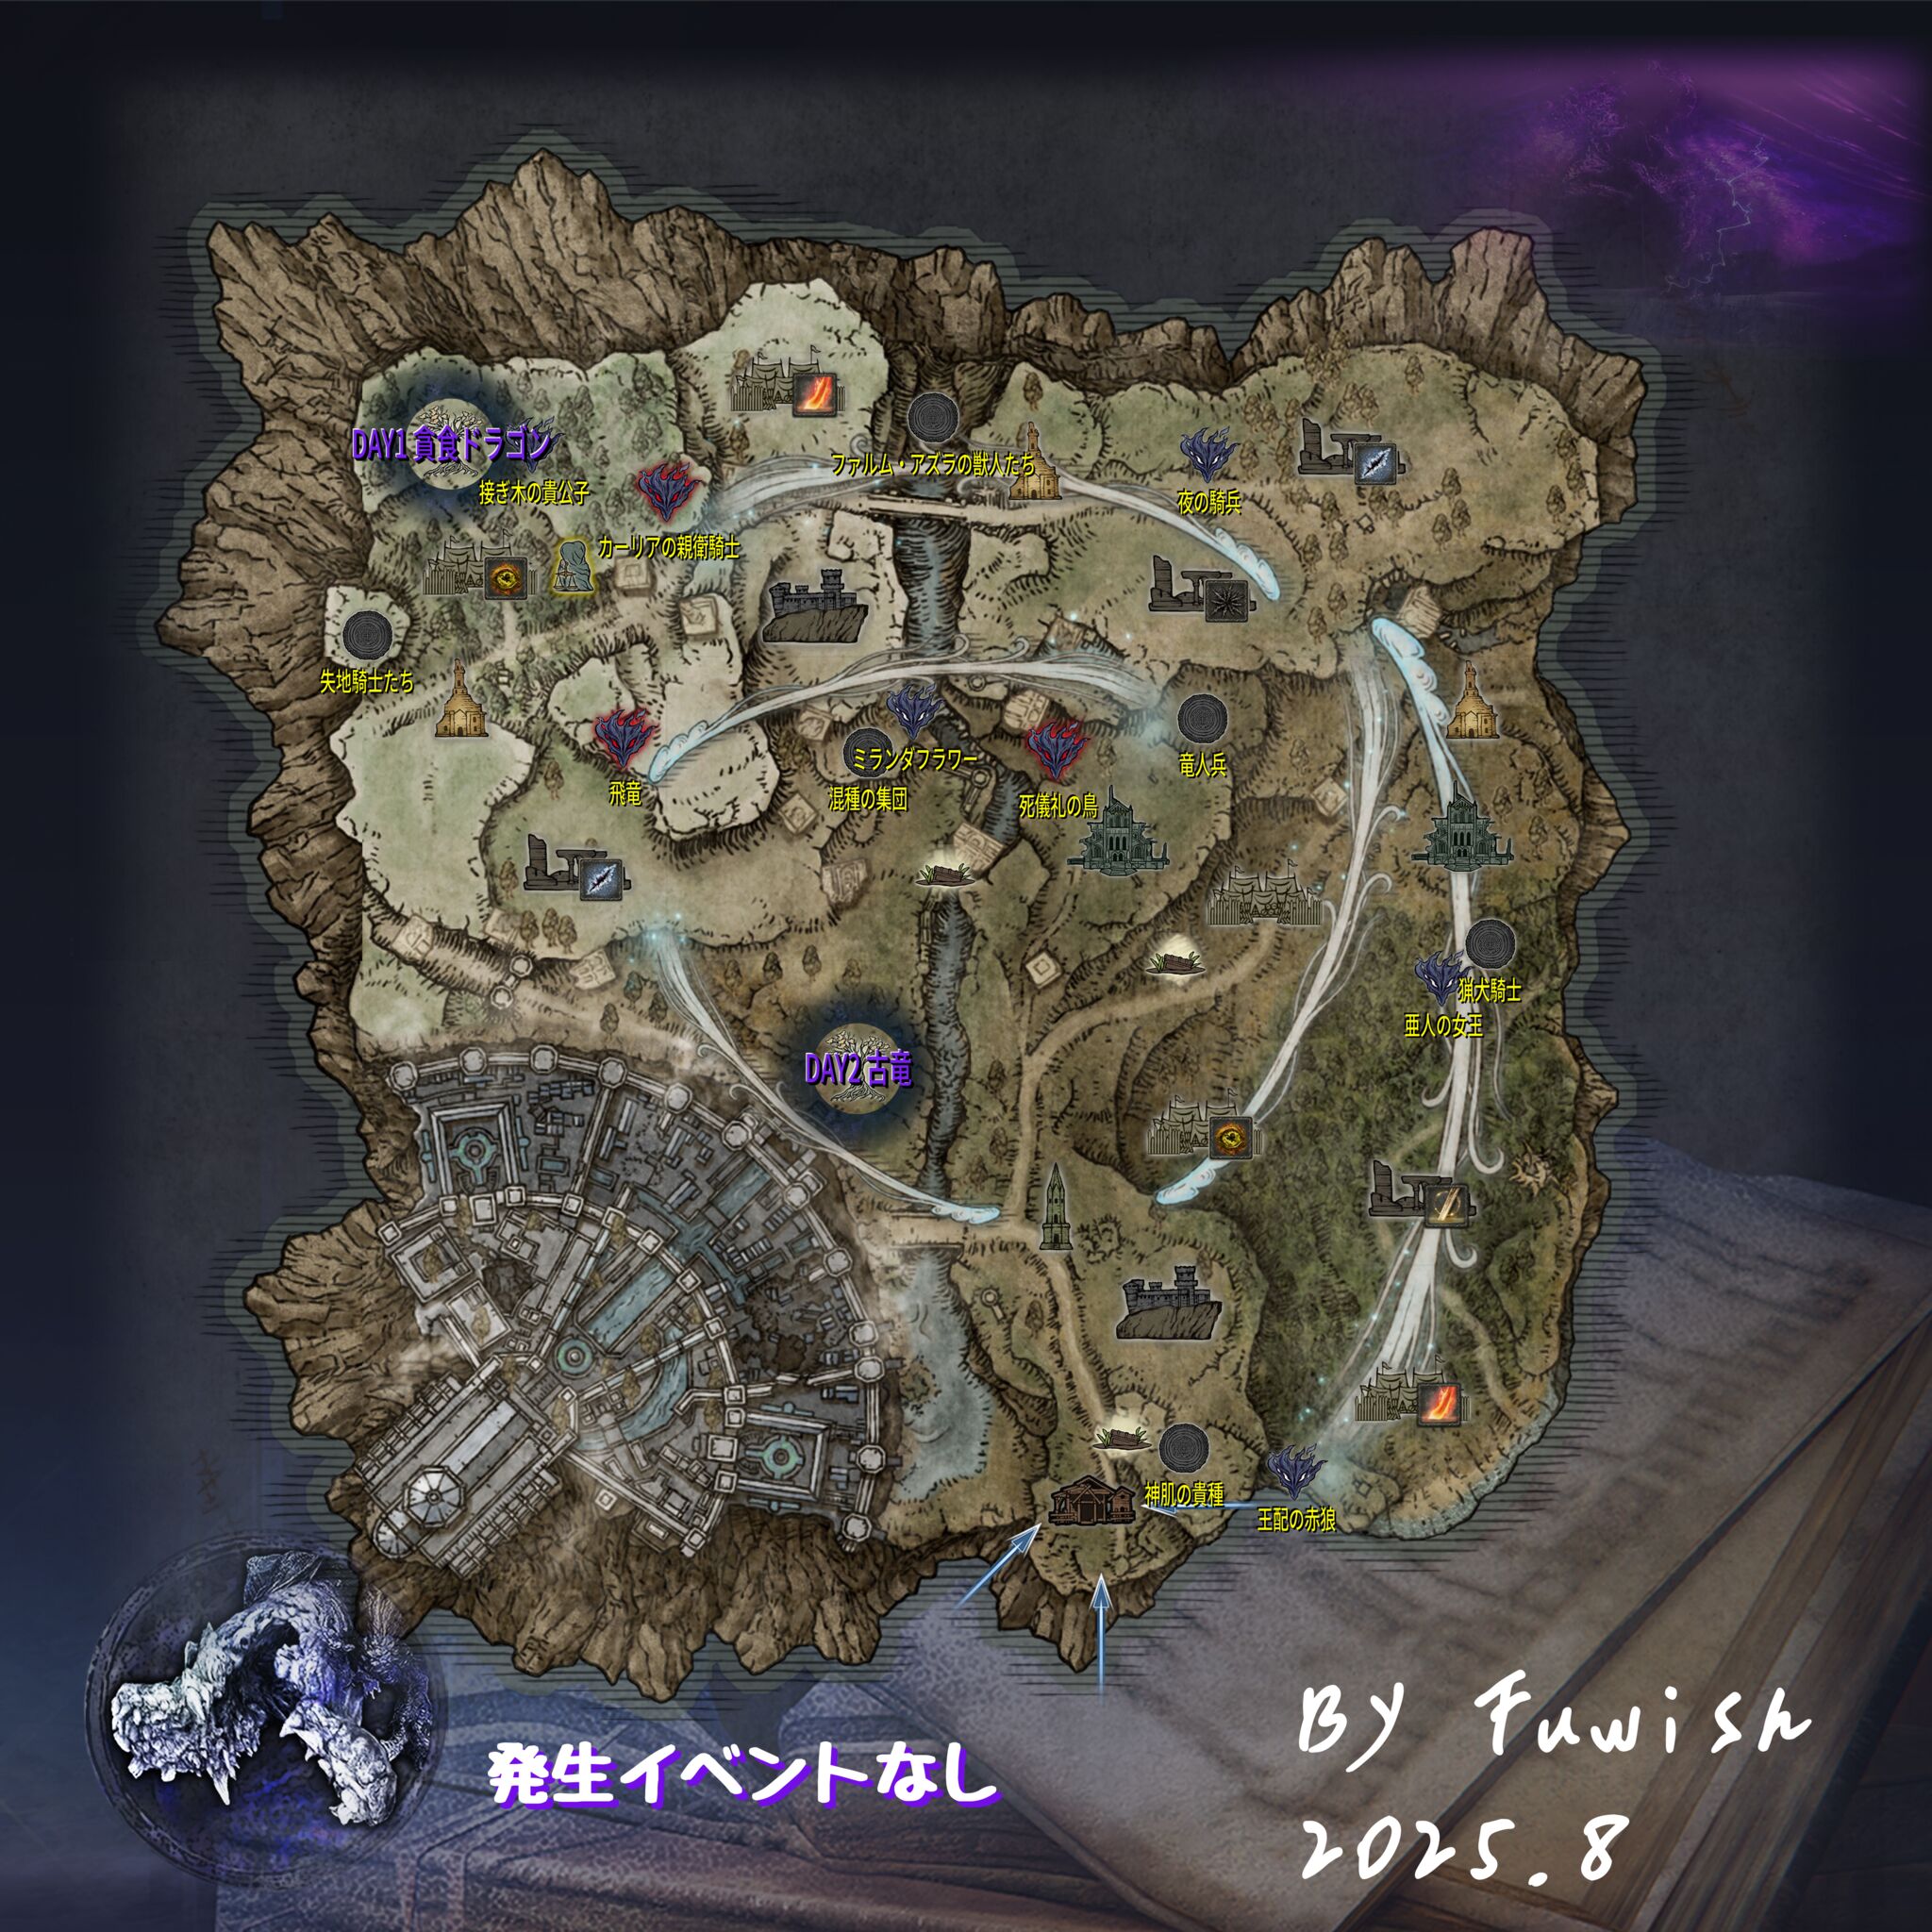 DAY1 貪食ドラゴン
接ぎ木の貴公子
ファルム・アズラの獣人たち
夜の騎兵
カーリアの親衛騎士
失地騎士たち
飛竜
ミランダフラワー
混種の集団
死儀礼の鳥
竜人兵
猟犬騎士
亜人の女王
DAY2 古竜
神肌の貴種
王配の赤狼
発生イベントなし
BY Fuwish
2025.8